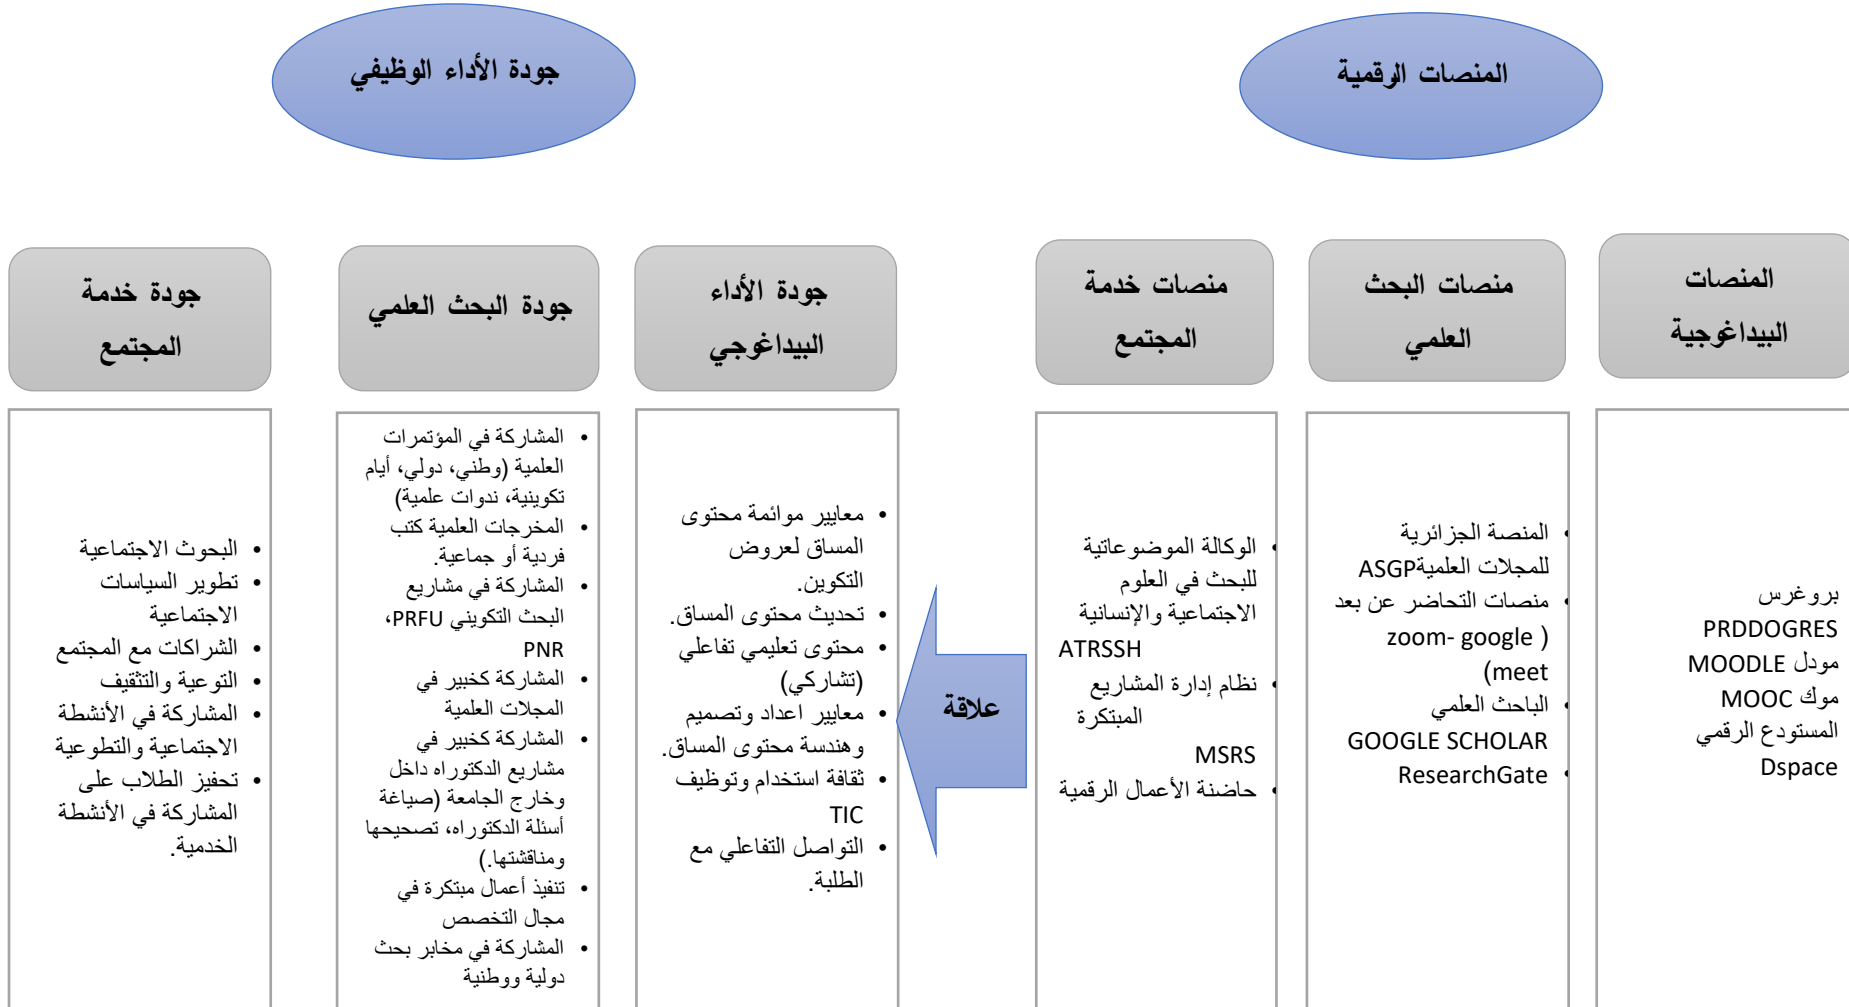 المنصات الرقمية
جودة الأداء الوظيفي
المنصات
البيداغوجية
منصات البحث
العلمي
منصات خدمة
المجتمع
جودة الأداء
البيداغوجي
جودة البحث العلمي
جودة خدمة
المجتمع
بروغرس
PRDDOGRES
مودل MOODLE
موك MOOC
المستودع الرقمي
Dspace
• المنصة الجزائرية
للمجلات العلميةASGP
• منصات التحاضر عن بعد
( zoom- google
meet)
• الباحث العلمي
GOOGLE SCHOLAR
• ResearchGate
• الوكالة الموضوعاتية
للبحث في العلوم
الاجتماعية والإنسانية
ATRSSH
• نظام إدارة المشاريع
المبتكرة
MSRS
• حاضنة الأعمال الرقمية
علاقة
• معايير موائمة محتوى
المساق لعروض
التكوين.
• تحديث محتوى المساق.
• محتوى تعليمي تفاعلي
(تشاركي)
• معايير اعداد وتصميم
وهندسة محتوى المساق.
• ثقافة استخدام وتوظيف
TIC
• التواصل التفاعلي مع
الطلبة.
• المشاركة في المؤتمرات
العلمية (وطني، دولي، أيام
تكوينية، ندوات علمية)
• المخرجات العلمية كتب
فردية أو جماعية.
• المشاركة في مشاريع
البحث التكويني PRFU،
PNR
• المشاركة كخبير في
المجلات العلمية
• المشاركة كخبير في
مشاريع الدكتوراه داخل
وخارج الجامعة (صياغة
أسئلة الدكتوراه، تصحيحها
ومناقشتها.)
• تنفيذ أعمال مبتكرة في
مجال التخصص
• المشاركة في مخابر بحث
دولية ووطنية
• البحوث الاجتماعية
• تطوير السياسات
الاجتماعية
• الشراكات مع المجتمع
• التوعية والتثقيف
• المشاركة في الأنشطة
الاجتماعية والتطوعية
• تحفيز الطلاب على
المشاركة في الأنشطة
الخدمية.